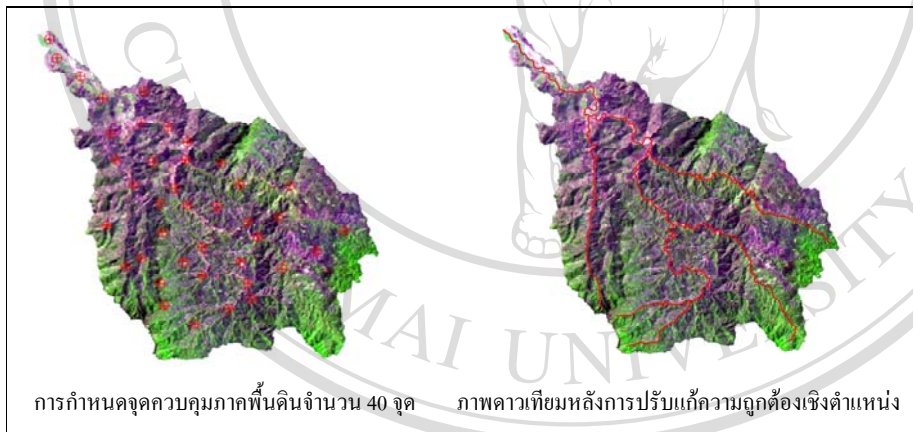 การกำหนดจุดควบคุมภาคพื้นดินจำนวน 40 จุด
ภาพดาวเทียมหลังการปรับแก้ความถูกต้องเชิงตำแหน่ง
MAI UNIVERSITY